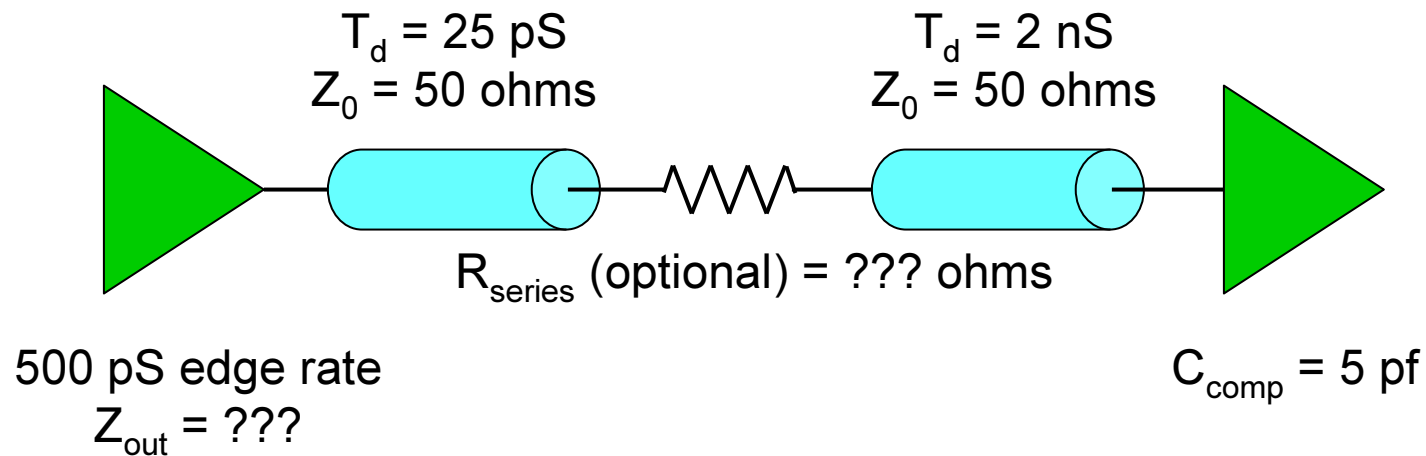 T_d = 25 pS
Z_0 = 50 ohms
T_d = 2 nS
Z_0 = 50 ohms
R_series (optional) = ??? ohms
500 pS edge rate
Z_out = ???
C_comp = 5 pf